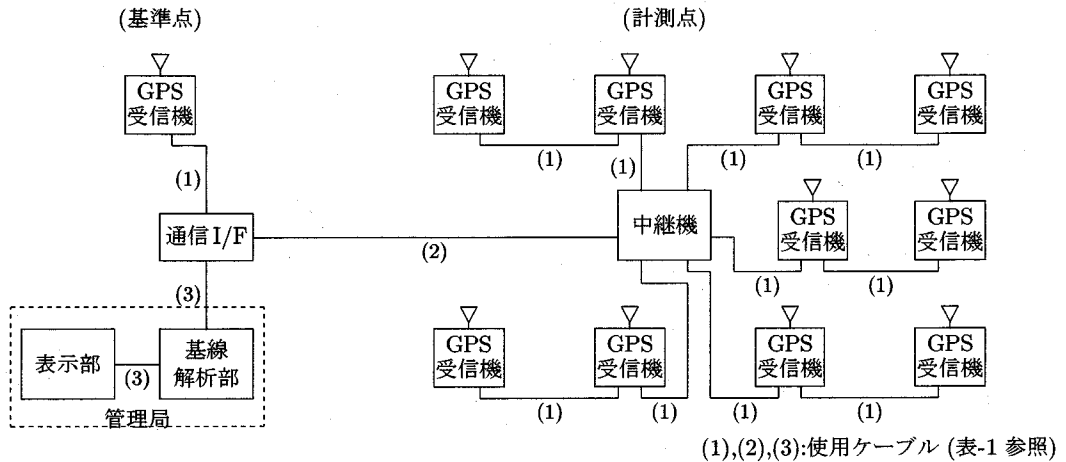 (基準点)
(計測点)
GPS
受信機
GPS
受信機
GPS
受信機
GPS
受信機
GPS
受信機
(1)
(1)
(1)
(1)
(1)
通信I/F
(2)
中継機
GPS
受信機
GPS
受信機
(1)
(1)
(3)
表示部
(3)
基線
解析部
管理局
GPS
受信機
GPS
受信機
GPS
受信機
GPS
受信機
(1)
(1)
(1)
(1)
(1),(2),(3):使用ケーブル (表-1 参照)